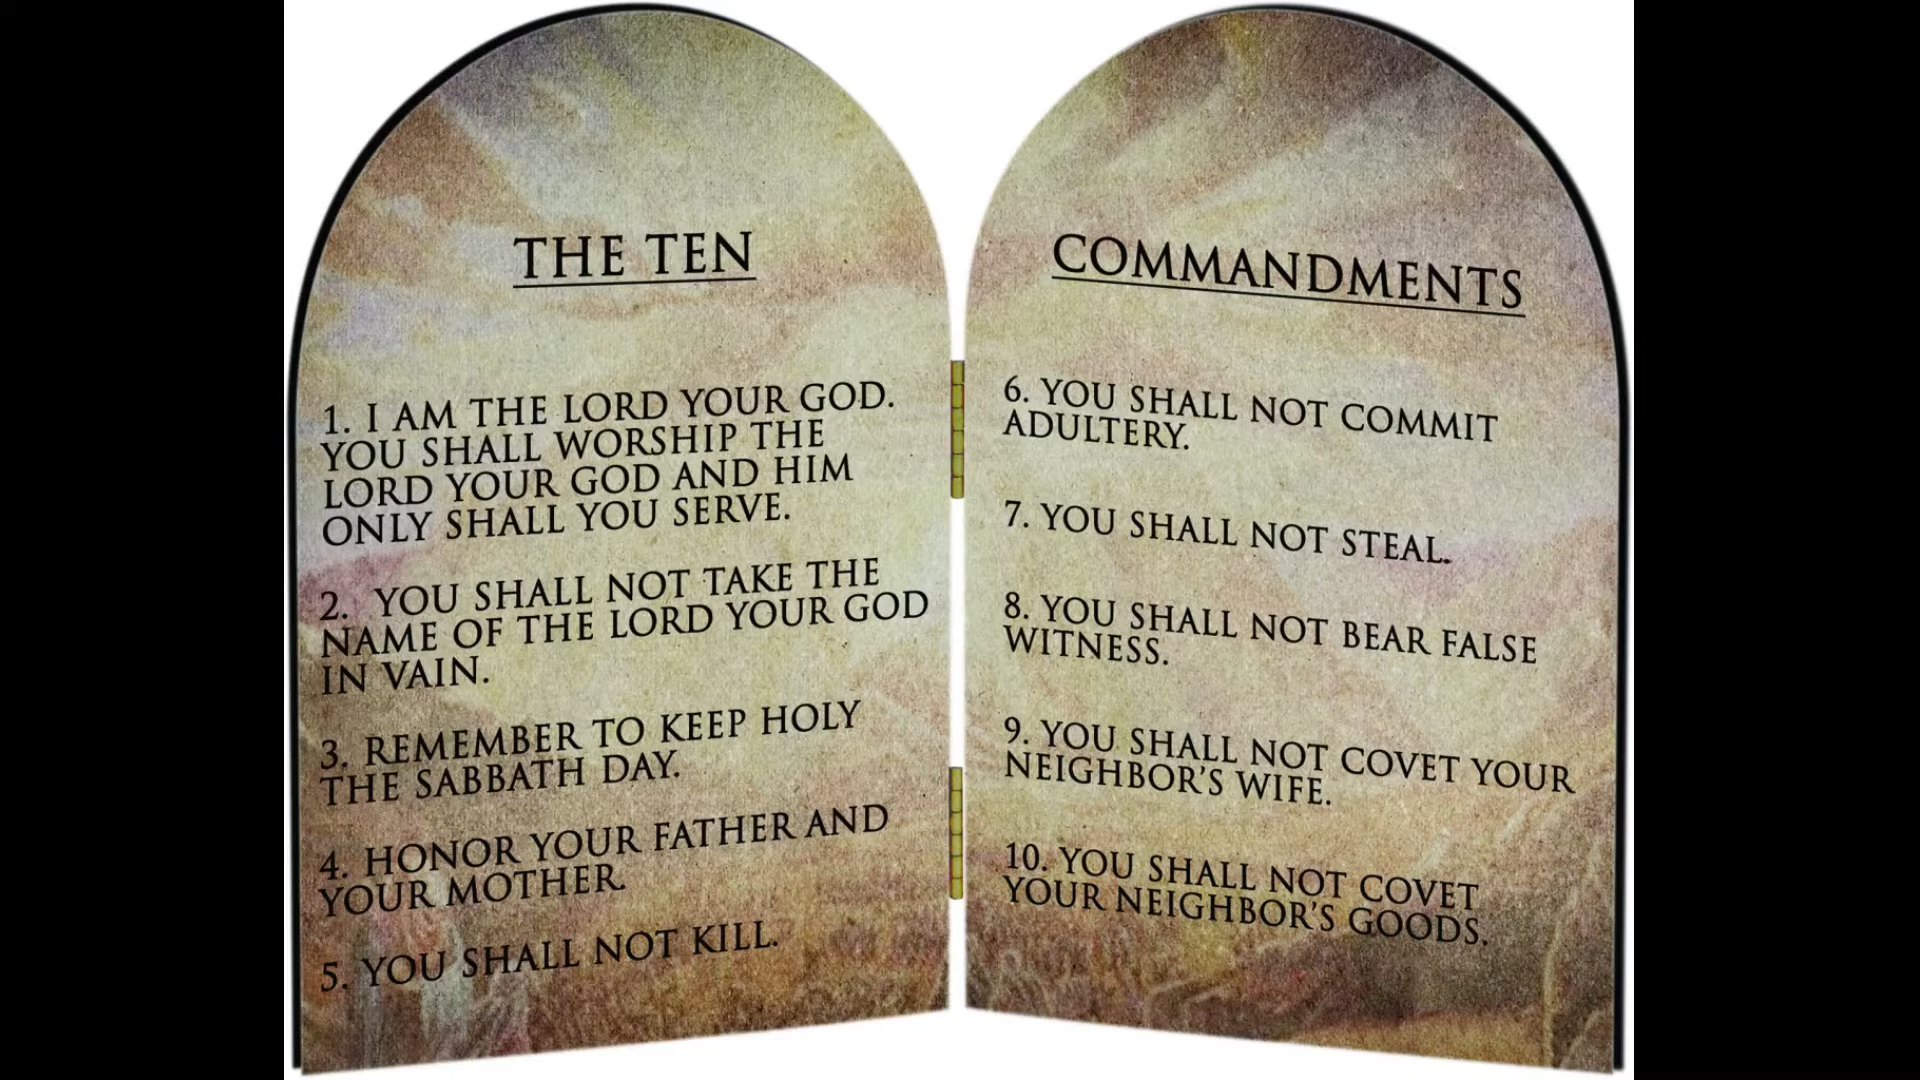 THE TEN
1. I AM THE LORD YOUR GOD.
YOU SHALL WORSHIP THE
LORD YOUR GOD AND HIM
ONLY SHALL YOU SERVE.
2. YOU SHALL NOT TAKE THE
NAME OF THE LORD YOUR GOD
IN VAIN.
3. REMEMBER TO KEEP HOLY
THE SABBATH DAY.
4. HONOR YOUR FATHER AND
YOUR MOTHER.
5. YOU SHALL NOT KILL.
COMMANDMENTS
6. YOU SHALL NOT COMMIT
ADULTERY.
7. YOU SHALL NOT STEAL.
8. YOU SHALL NOT BEAR FALSE
WITNESS.
9. YOU SHALL NOT COVET YOUR
NEIGHBOR'S WIFE.
10. YOU SHALL NOT COVET
YOUR NEIGHBOR'S GOODS.